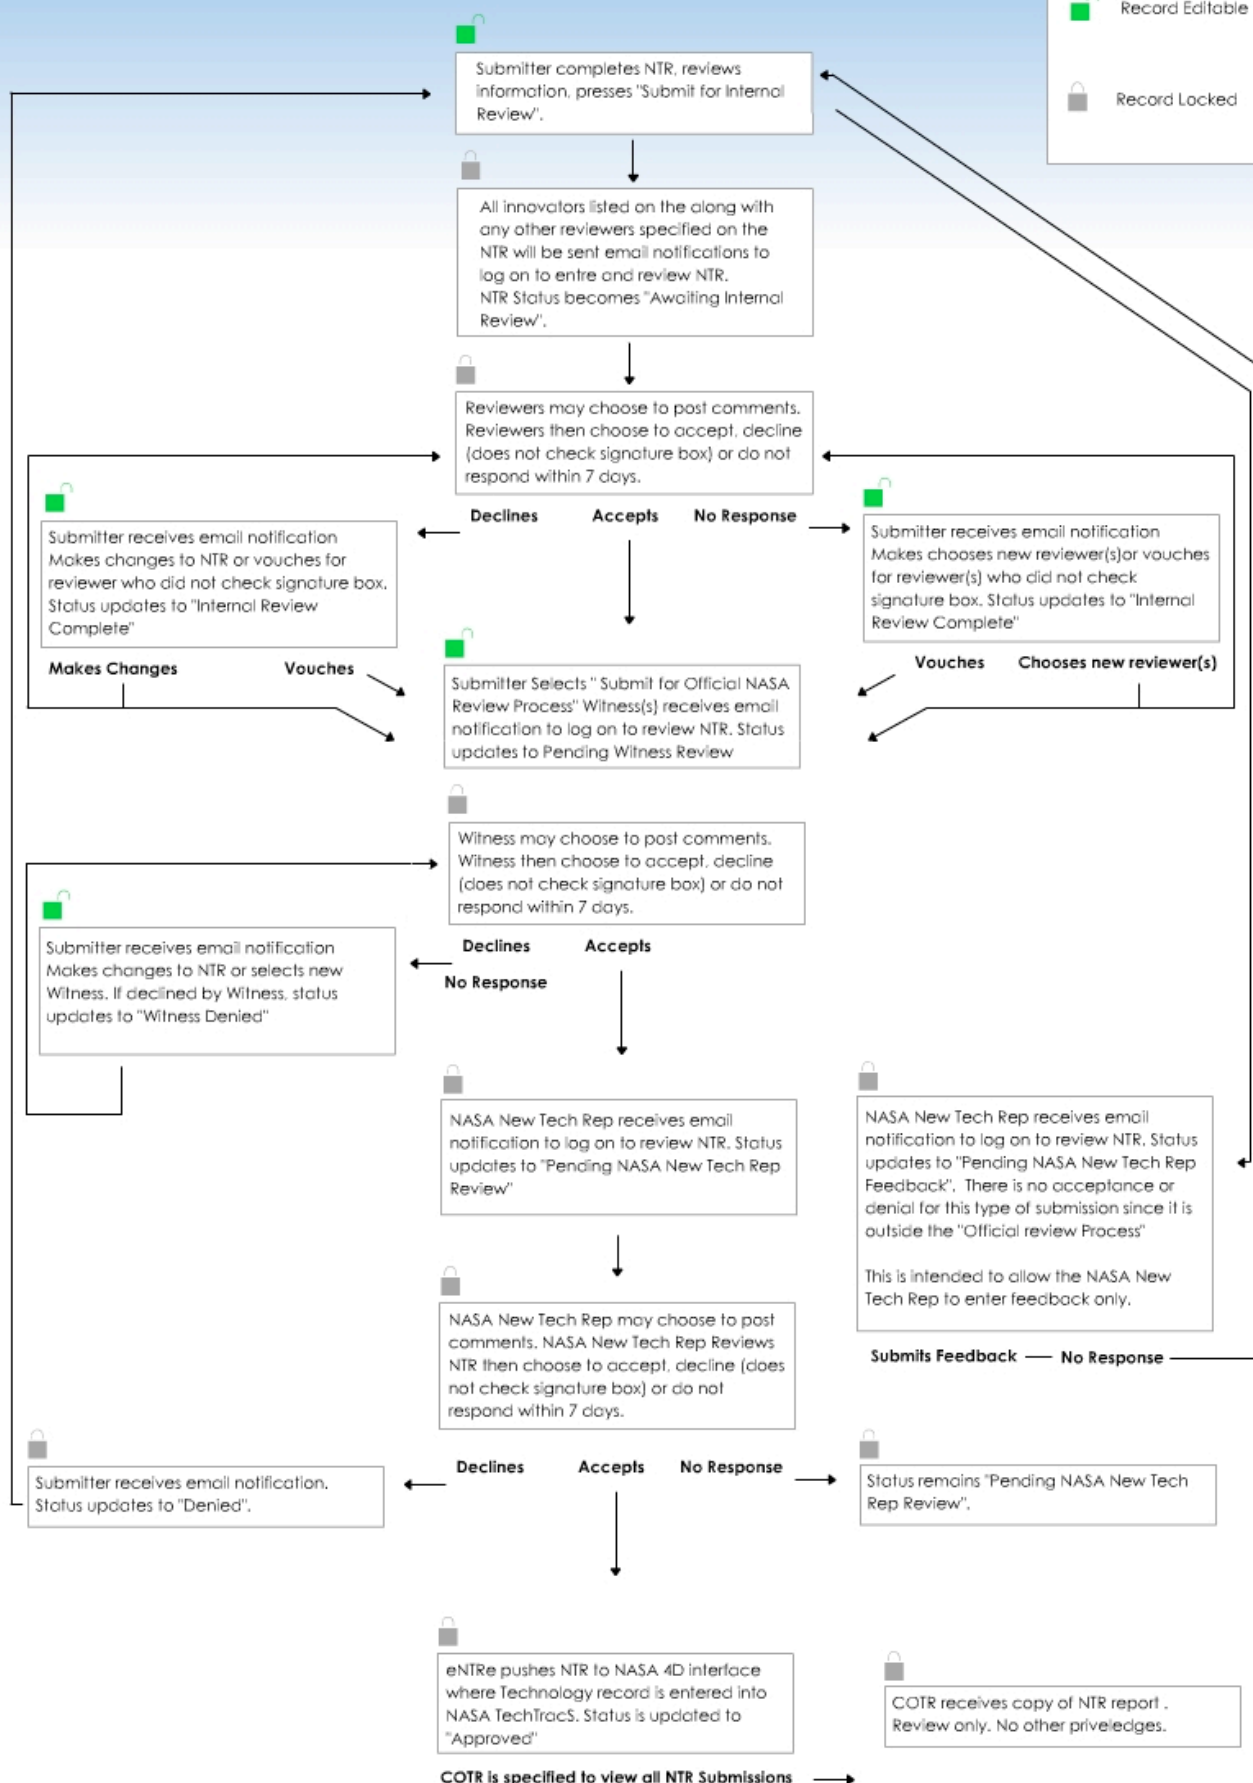 Record Editable
Record Locked
Submitter completes NTR, reviews
information, presses "Submit for Internal
Review".
All innovators listed on the along with
any other reviewers specified on the
NTR will be sent email notifications to
log on to entre and review NTR.
NTR Status becomes "Awaiting Internal
Review".
Reviewers may choose to post comments.
Reviewers then choose to accept, decline
(does not check signature box) or do not
respond within 7 days.
Declines Accepts No Response
Submitter receives email notification
Makes changes to NTR or vouches for
reviewer who did not check signature box.
Status updates to "Internal Review
Complete"
Makes Changes Vouches
Submitter receives email notification
Makes chooses new reviewer(s)or vouches
for reviewer(s) who did not check
signature box. Status updates to "Internal
Review Complete"
Vouches Chooses new reviewer(s)
Submitter Selects " Submit for Official NASA
Review Process" Witness(s) receives email
notification to log on to review NTR. Status
updates to Pending Witness Review
Witness may choose to post comments.
Witness then choose to accept, decline
(does not check signature box) or do not
respond within 7 days.
Declines Accepts
No Response
Submitter receives email notification
Makes changes to NTR or selects new
Witness. If declined by Witness, status
updates to "Witness Denied"
NASA New Tech Rep receives email
notification to log on to review NTR. Status
updates to "Pending NASA New Tech Rep
Review"
NASA New Tech Rep receives email
notification to log on to review NTR. Status
updates to "Pending NASA New Tech Rep
Feedback". There is no acceptance or
denial for this type of submission since it is
outside the "Official review Process"
This is intended to allow the NASA New
Tech Rep to enter feedback only.
Submits Feedback No Response
NASA New Tech Rep may choose to post
comments. NASA New Tech Rep Reviews
NTR then choose to accept, decline (does
not check signature box) or do not
respond within 7 days.
Declines Accepts No Response
Submitter receives email notification.
Status updates to "Denied".
Status remains "Pending NASA New Tech
Rep Review".
eNTRe pushes NTR to NASA 4D interface
where Technology record is entered into
NASA TechTracS. Status is updated to
"Approved"
COTR receives copy of NTR report .
Review only. No other priveledges.
COTR is specified to view all NTR Submissions